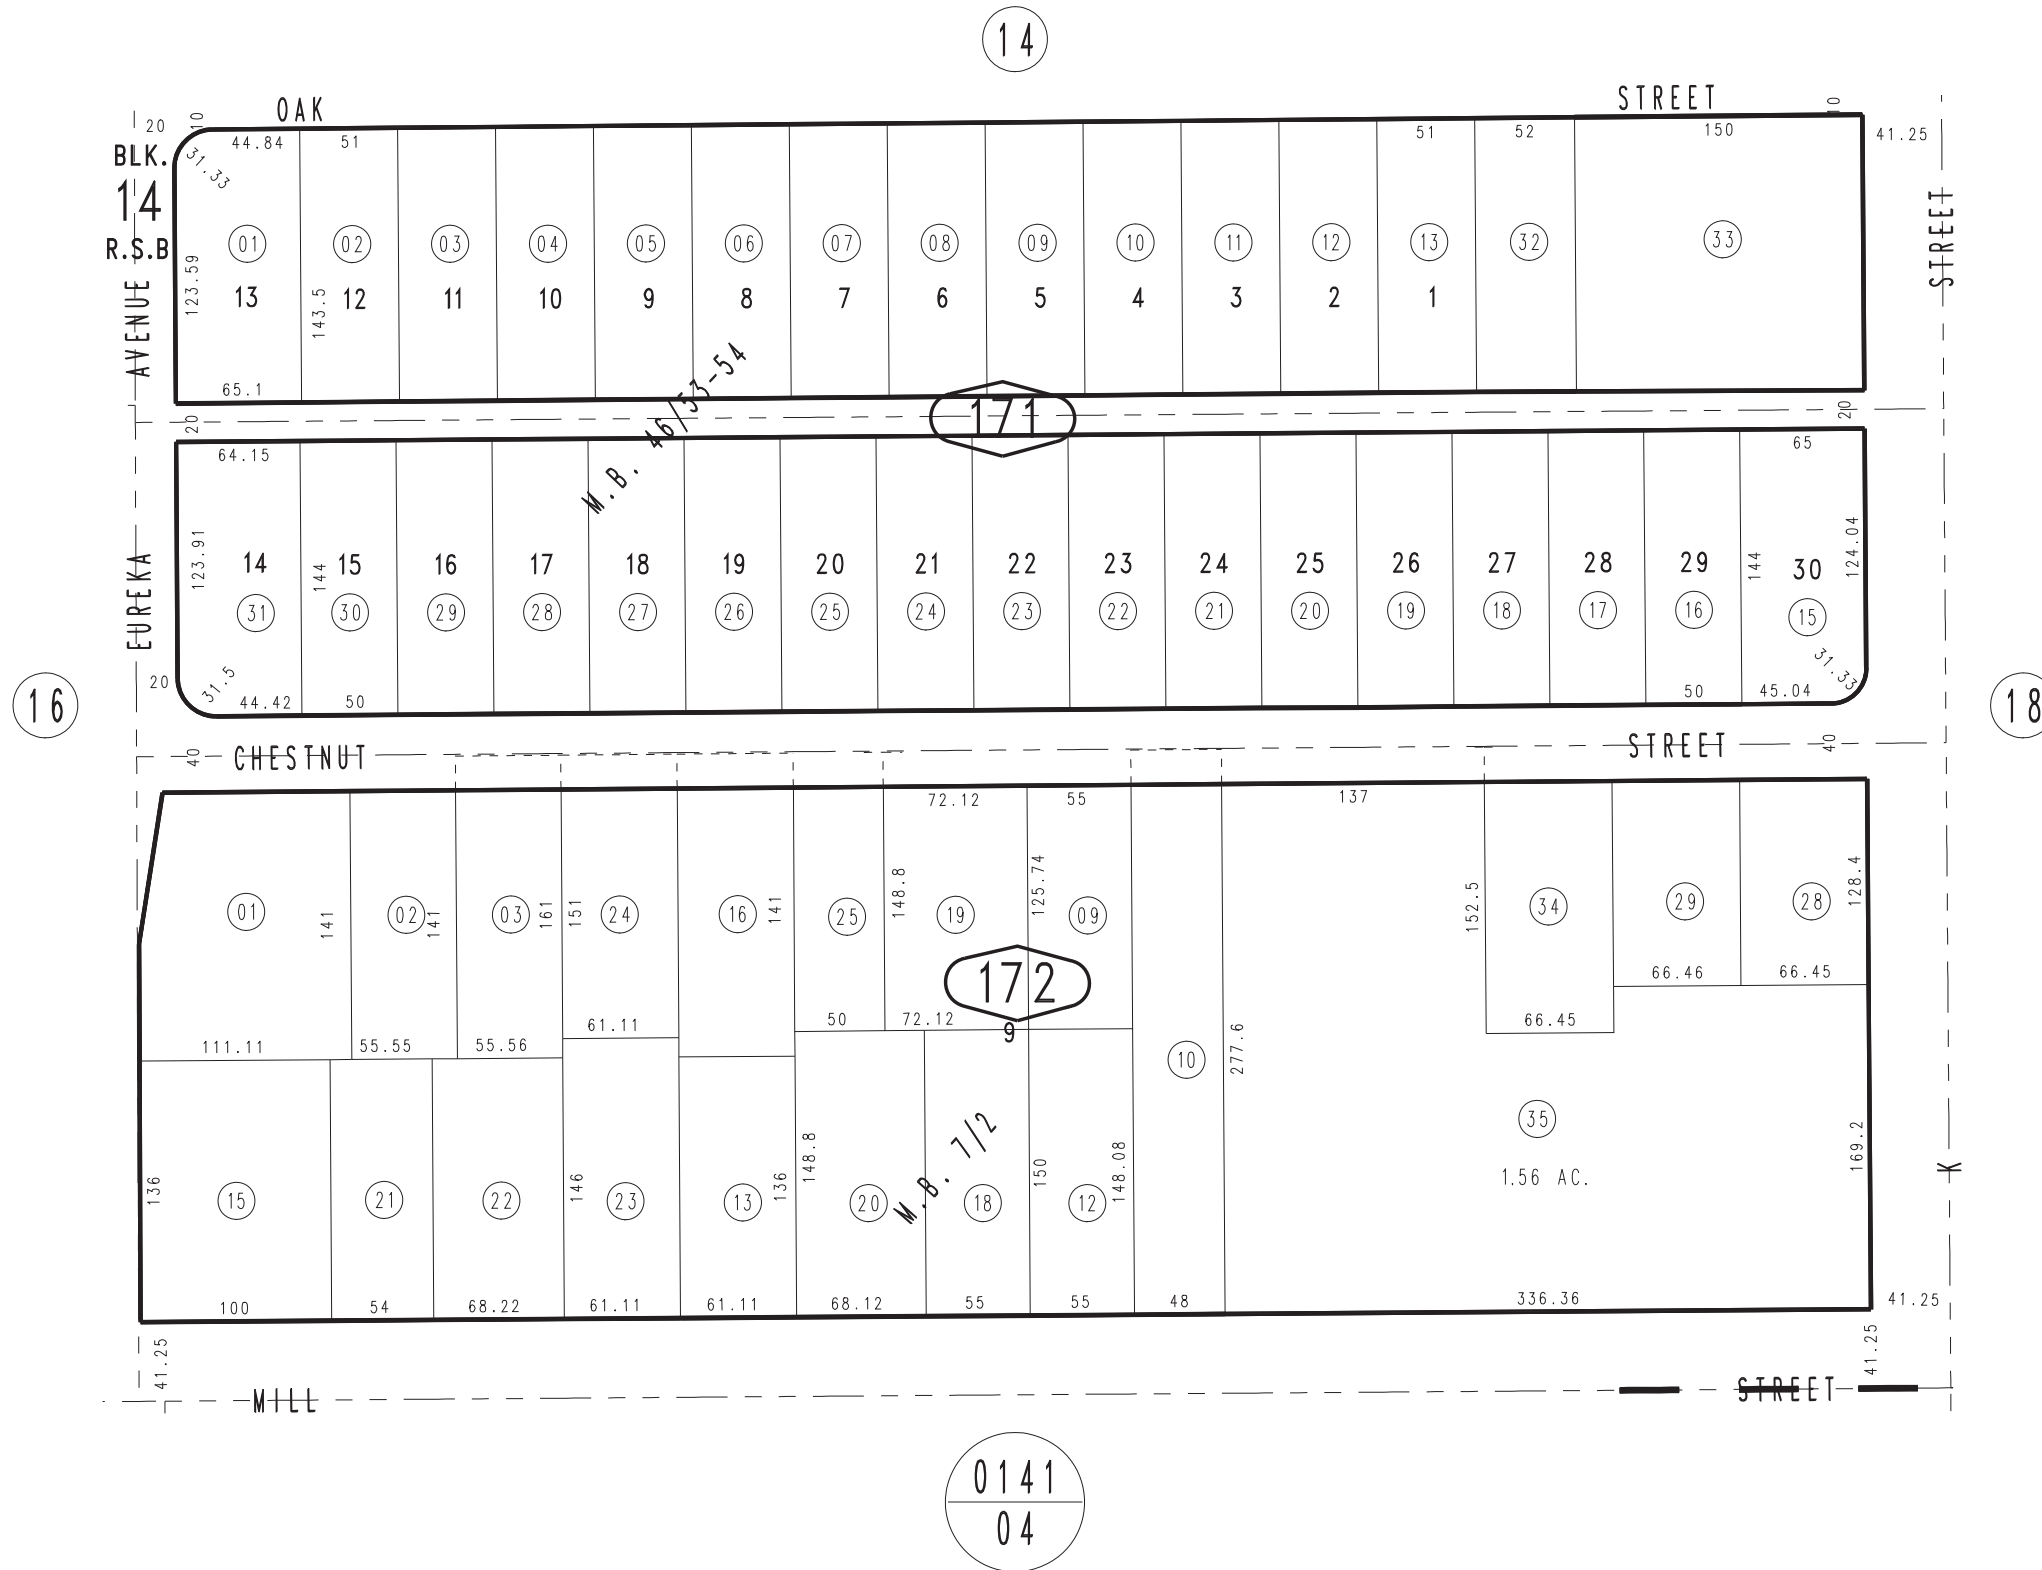 14
OAK STREET
20 10 10
BLK. 44.84 51 51 52 150 41.25
31.33
14
R.S.B
01 02 03 04 05 06 07 08 09 10 11 12 13 32 33
STREET
123.59 143.5
13 12 11 10 9 8 7 6 5 4 3 2 1
AVENUE
M.B. 46/53-54
65.1
20 171 20
64.15 65
123.91 144 144 124.04
14 15 16 17 18 19 20 21 22 23 24 25 26 27 28 29 30
31 30 29 28 27 26 25 24 23 22 21 20 19 18 17 16 15
EUREKA
20 31.5 31.33
44.42 50 50 45.04
16 18
40 CHESTNUT STREET 40
72.12 55 137
141 141 161 151 141 148.8 125.74 152.5 128.4
01 02 03 24 16 25 19 09 34 29 28
172
9
66.46 66.45
111.11 55.55 55.56 61.11 50 72.12 66.45
10 277.6
35
1.56 AC.
M.B. 7/2
136 146 136 148.8 150 148.08 169.2
K
15 21 22 23 13 20 18 12
100 54 68.22 61.11 61.11 68.12 55 55 48 336.36 41.25
41.25 41.25
MILL STREET
0141
04